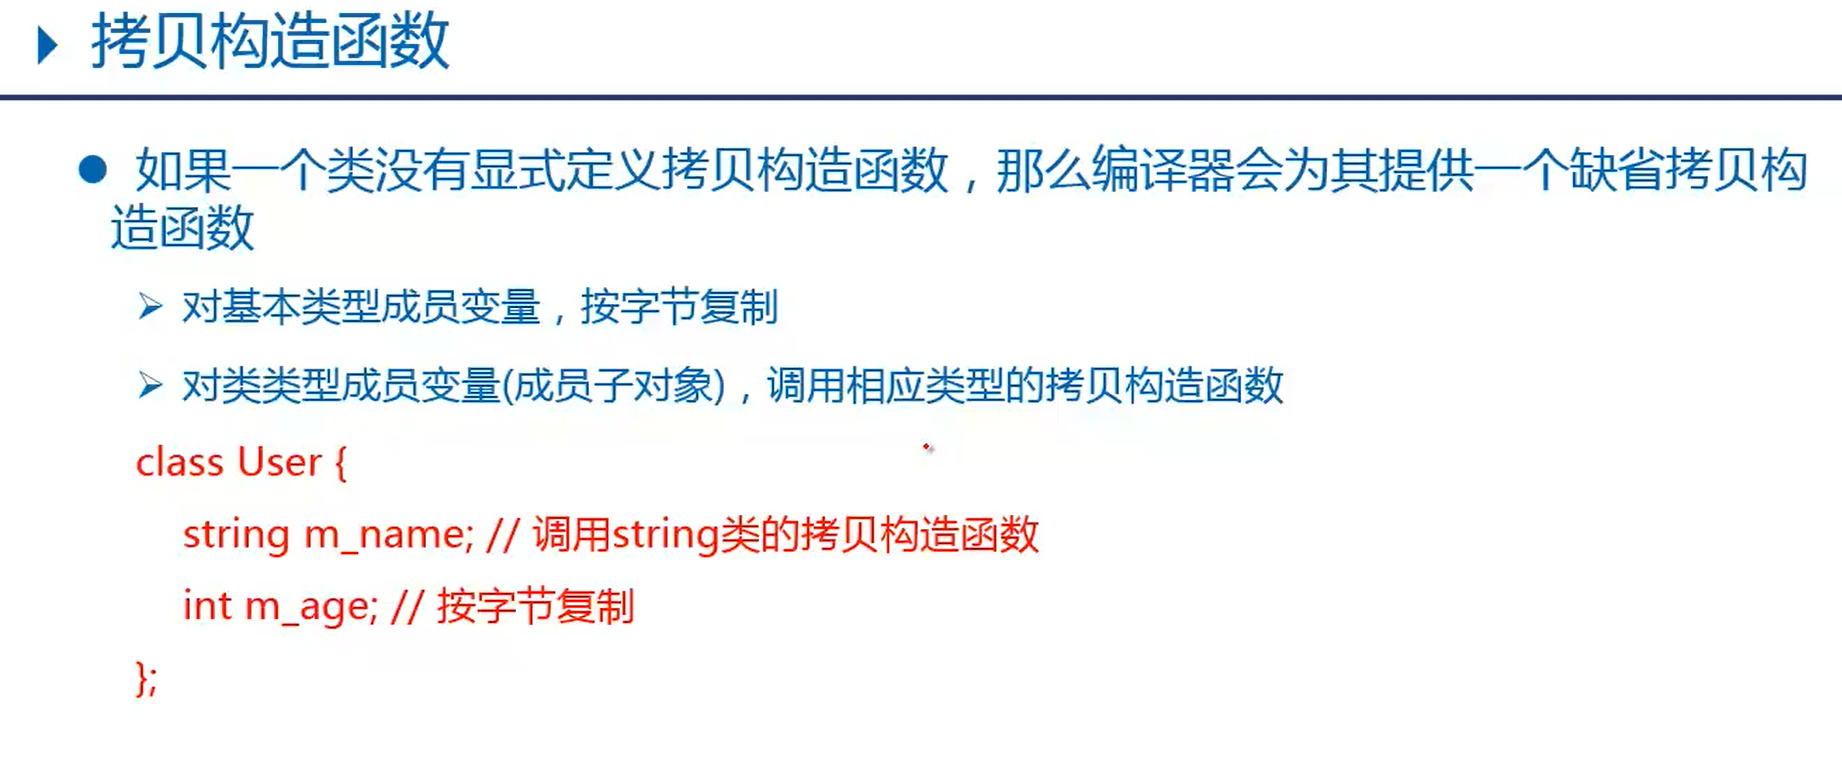 拷贝构造函数
如果一个类没有显式定义拷贝构造函数，那么编译器会为其提供一个缺省拷贝构
造函数
对基本类型成员变量，按字节复制
对类类型成员变量(成员子对象)，调用相应类型的拷贝构造函数
class User {
string m_name; // 调用string类的拷贝构造函数
int m_age; // 按字节复制
};